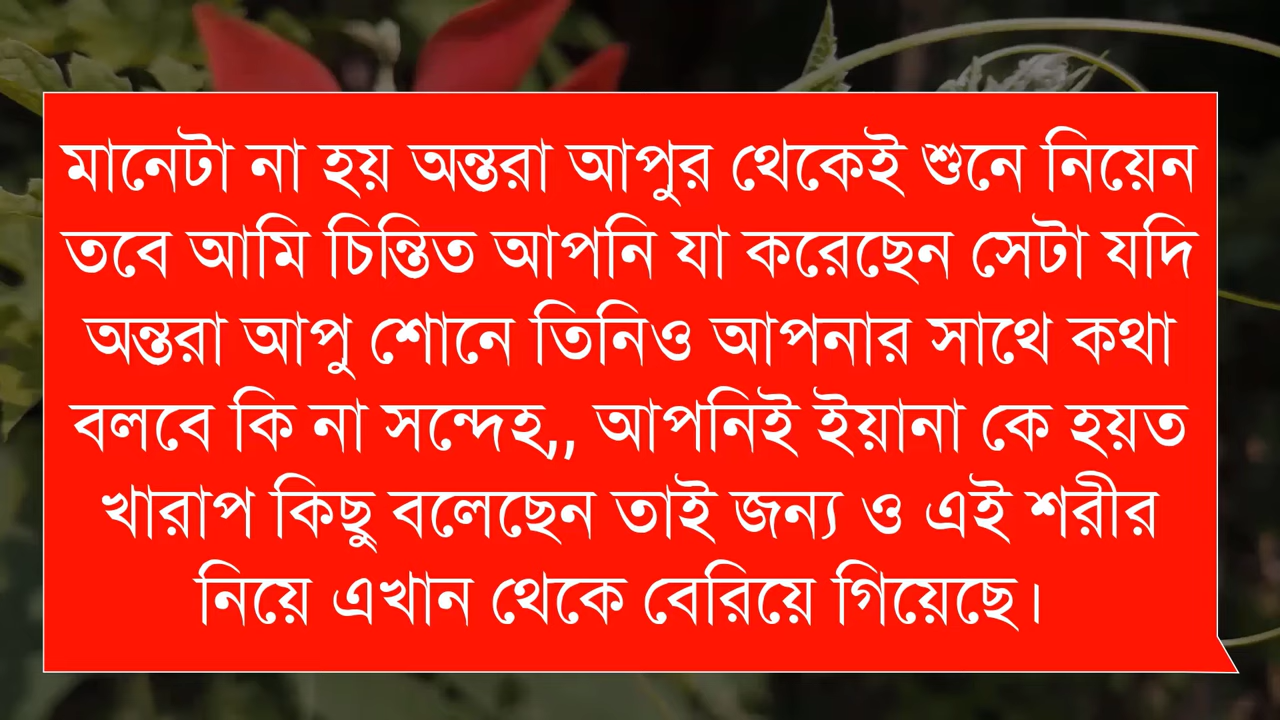 মানেটা না হয় অন্তরা আপুর থেকেই শুনে নিয়েন
তবে আমি চিন্তিত আপনি যা করেছেন সেটা যদি
অন্তরা আপু শোনে তিনিও আপনার সাথে কথা
বলবে কি না সন্দেহ,, আপনিই ইয়ানা কে হয়ত
খারাপ কিছু বলেছেন তাই জন্য ও এই শরীর
নিয়ে এখান থেকে বেরিয়ে গিয়েছে।